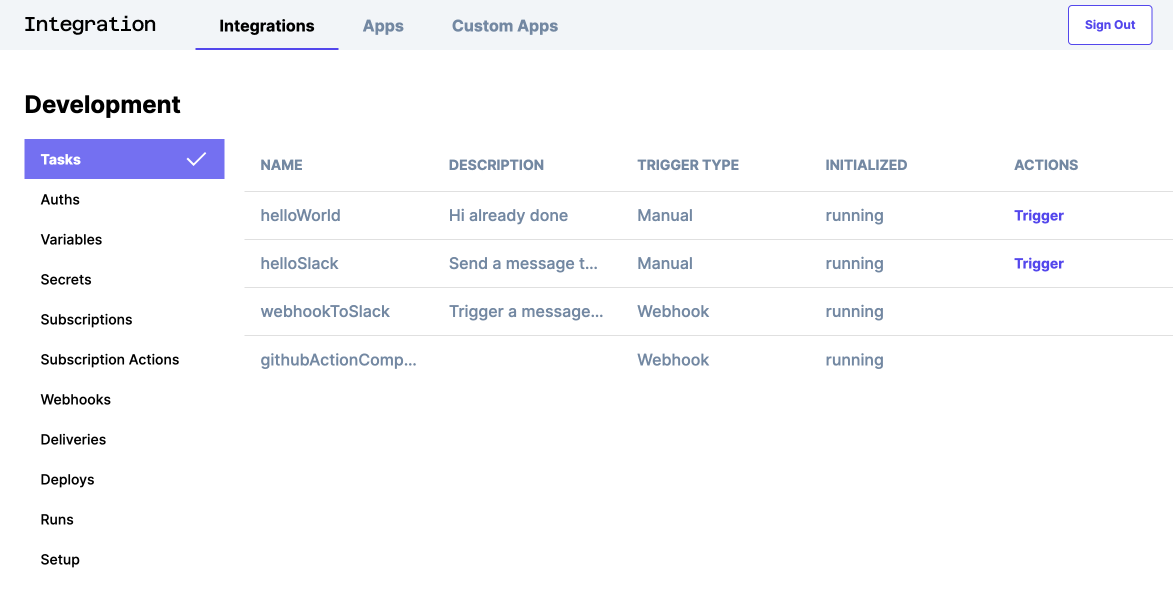 Integration Integrations Apps Custom Apps Sign Out
Development
Tasks
Auths
Variables
Secrets
Subscriptions
Subscription Actions
Webhooks
Deliveries
Deploys
Runs
Setup
NAME DESCRIPTION TRIGGER TYPE INITIALIZED ACTIONS
helloWorld Hi already done Manual running Trigger
helloSlack Send a message t... Manual running Trigger
webhookToSlack Trigger a message... Webhook running
githubActionComp... Webhook running